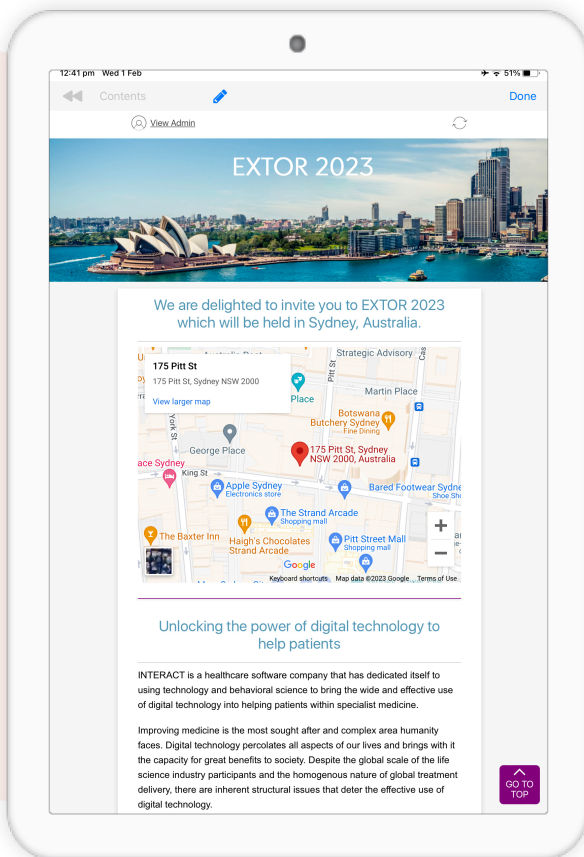 12:41 pm Wed 1 Feb
51%
Contents
Done
View Admin
EXTOR 2023
We are delighted to invite you to EXTOR 2023
which will be held in Sydney, Australia.
175 Pitt St
175 Pitt St, Sydney NSW 2000
View larger map
Strategic Advisory
Pitt St
Cas
Place
Martin Place
Botswana
Butchery Sydney
Fine Dining
York St
George Place
175 Pitt St, Sydney
NSW 2000, Australia
ace Sydney
King St
Apple Sydney
Electronics store
Bared Footwear Sydne
Shoe Sh
The Strand Arcade
Shopping mall
The Baxter Inn
Haigh's Chocolates
Strand Arcade
Pitt Street Mall
Shopping mall
+
−
Google
Keyboard shortcuts Map data ©2023 Google Terms of Use
Unlocking the power of digital technology to
help patients
INTERACT is a healthcare software company that has dedicated itself to
using technology and behavioral science to bring the wide and effective use
of digital technology into helping patients within specialist medicine.
Improving medicine is the most sought after and complex area humanity
faces. Digital technology percolates all aspects of our lives and brings with it
the capacity for great benefits to society. Despite the global scale of the life
science industry participants and the homogenous nature of global treatment
delivery, there are inherent structural issues that deter the effective use of
digital technology.
GO TO
TOP